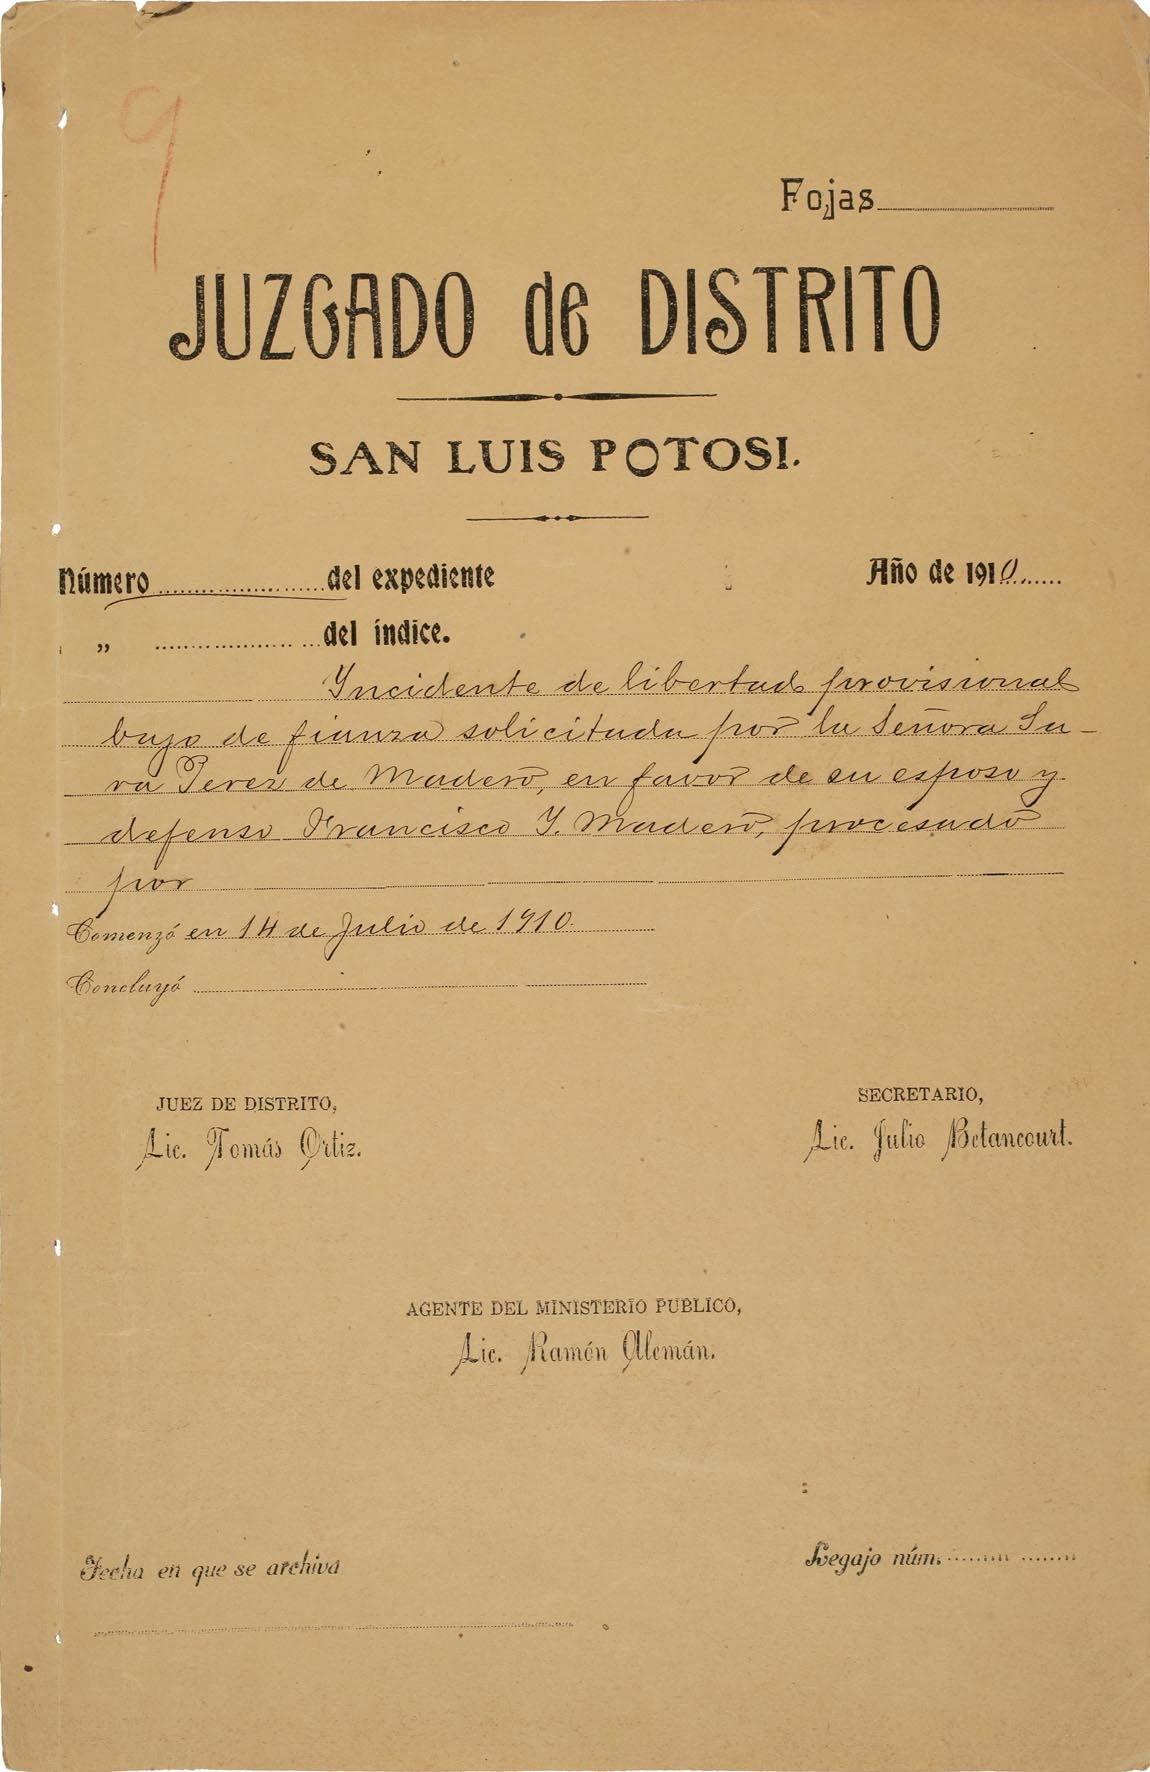 9
Fojas
JUZGADO de DISTRITO
SAN LUIS POTOSI.
Número del expediente Año de 1910
„ del índice.
Incidente de libertad provisional
bajo de fianza solicitada por la Señora Sa-
ra Perez de Madero, en favor de su esposo y
defenso Francisco Y. Madero, procesado
por
Comenzó en 14 de Julio de 1910.
Concluyó
JUEZ DE DISTRITO, SECRETARIO,
Lic. Tomás Ortiz. Lic. Julio Betancourt.
AGENTE DEL MINISTERIO PUBLICO,
Lic. Ramón Alemán.
Fecha en que se archiva Legajo núm.